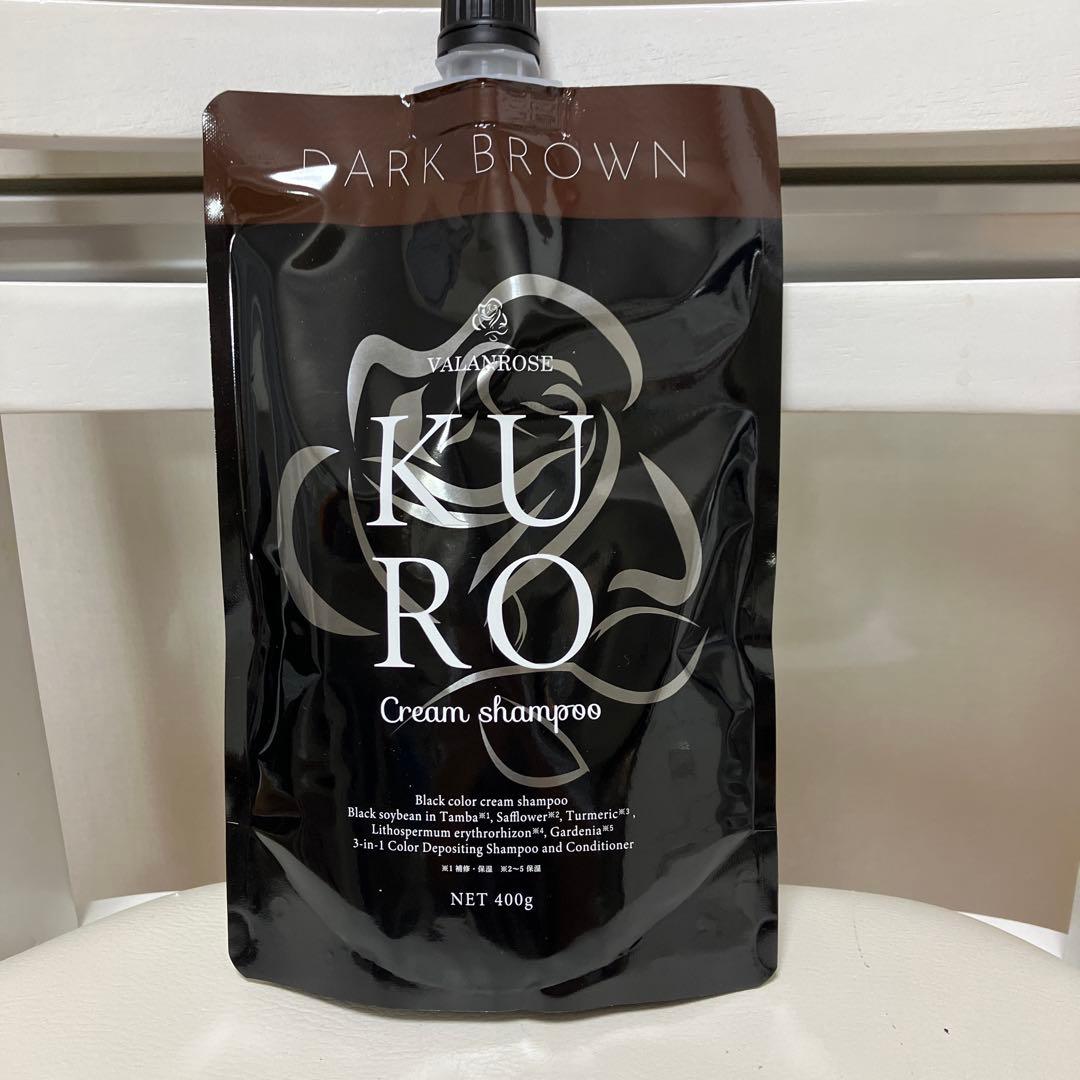 DARK BROWN
VALANROSE
KU
RO
Cream shampoo
Black color cream shampoo
Black soybean in Tamba※1, Safflower※2, Turmeric※3,
Lithospermum erythrorhizon※4, Gardenia※5
3-in-1 Color Depositing Shampoo and Conditioner
※1 補修・保湿 ※2～5 保湿
NET 400g